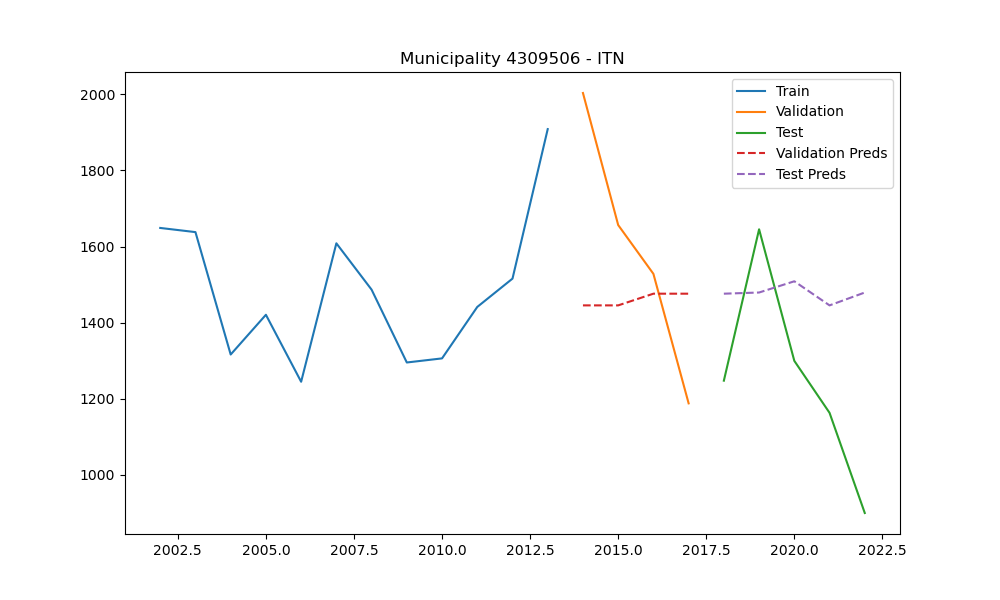 Municipality 4309506 - ITN
2000
1800
1600
1400
1200
1000
Train
Validation
Test
Validation Preds
Test Preds
2002.5 2005.0 2007.5 2010.0 2012.5 2015.0 2017.5 2020.0 2022.5